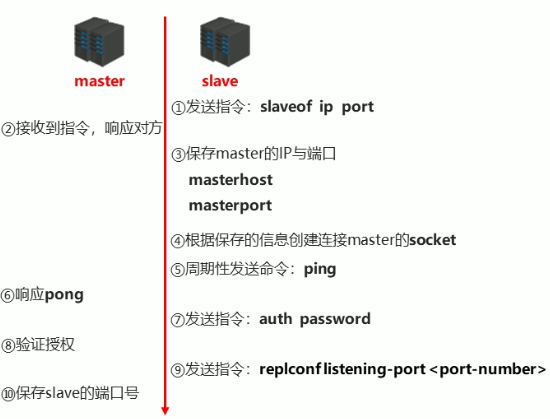 master slave
①发送指令：slaveof ip port
②接收到指令，响应对方
③保存master的IP与端口
masterhost
masterport
④根据保存的信息创建连接master的socket
⑤周期性发送命令：ping
⑥响应pong
⑦发送指令：auth password
⑧验证授权
⑨发送指令：replconf listening-port <port-number>
⑩保存slave的端口号